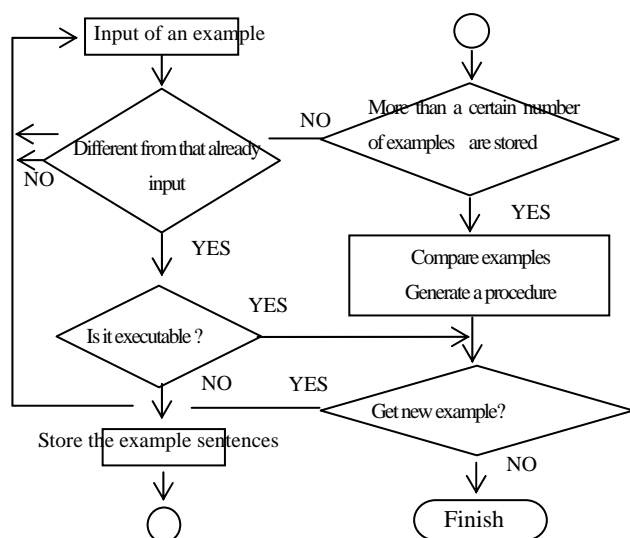 Input of an example
Different from that already
input
NO
YES
Is it executable ?
YES
NO
Store the example sentences
More than a certain number
of examples are stored
NO
YES
Compare examples
Generate a procedure
Get new example?
YES
NO
Finish